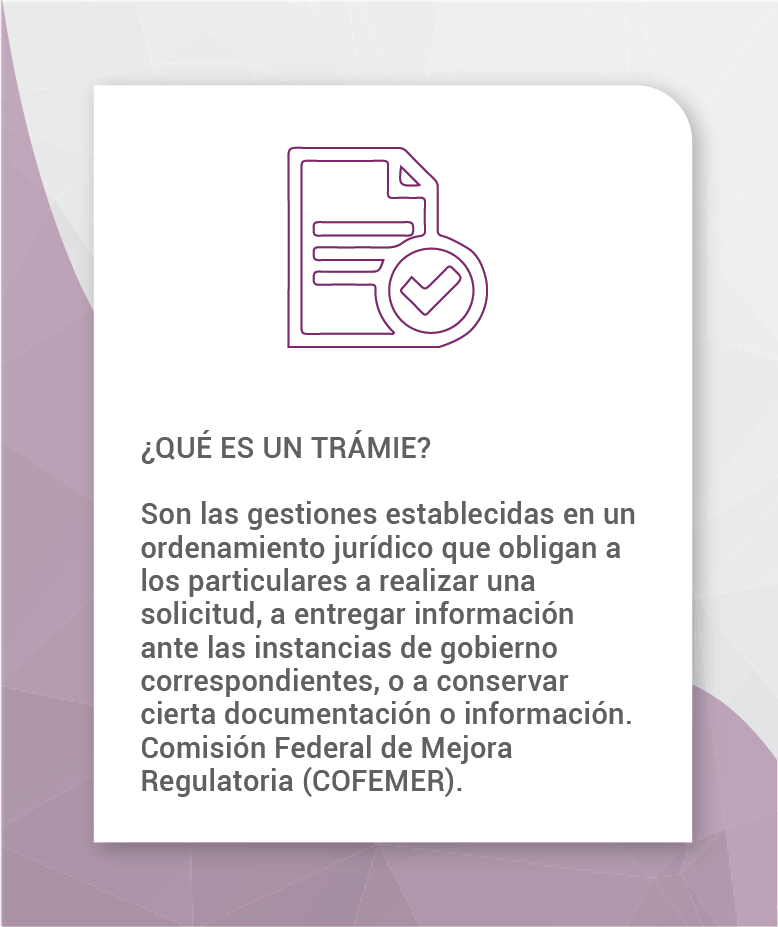 ¿QUÉ ES UN TRÁMIE?
Son las gestiones establecidas en un
ordenamiento jurídico que obligan a
los particulares a realizar una
solicitud, a entregar información
ante las instancias de gobierno
correspondientes, o a conservar
cierta documentación o información.
Comisión Federal de Mejora
Regulatoria (COFEMER).